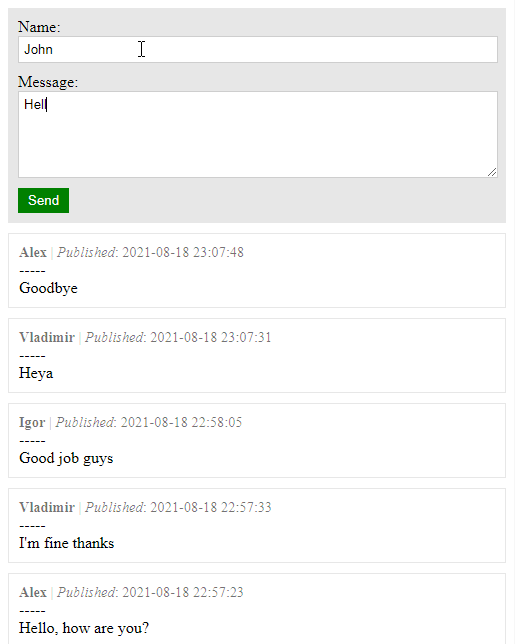 Name:
John
Message:
Hell
Send
Alex | Published: 2021-08-18 23:07:48
-----
Goodbye
Vladimir | Published: 2021-08-18 23:07:31
-----
Heya
Igor | Published: 2021-08-18 22:58:05
-----
Good job guys
Vladimir | Published: 2021-08-18 22:57:33
-----
I'm fine thanks
Alex | Published: 2021-08-18 22:57:23
-----
Hello, how are you?